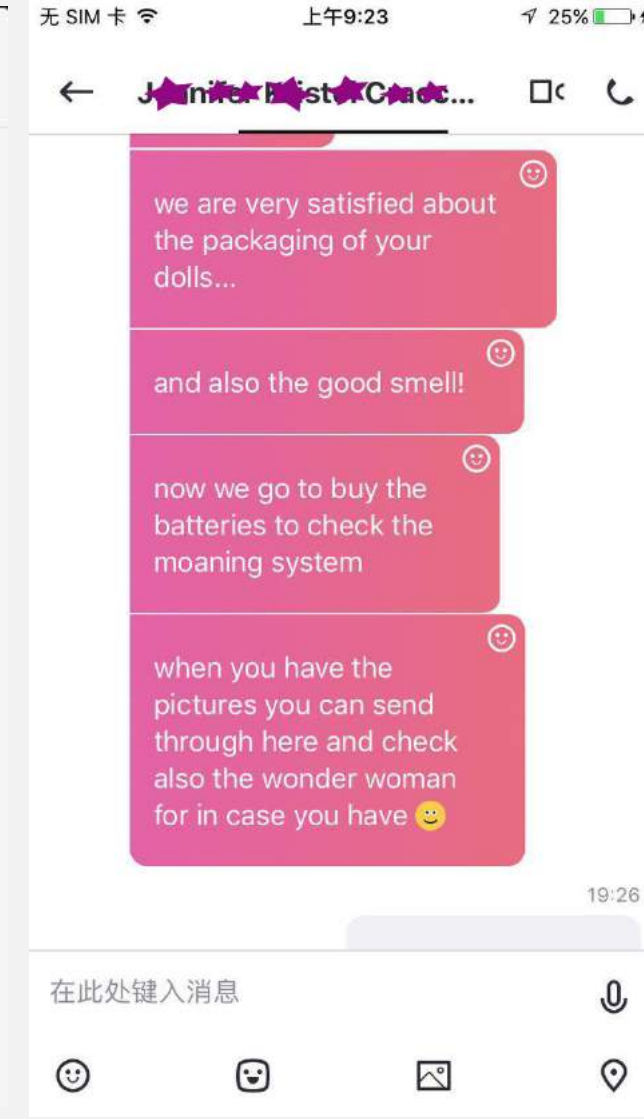 无 SIM 卡 上午9:23 25%
we are very satisfied about
the packaging of your
dolls...
and also the good smell!
now we go to buy the
batteries to check the
moaning system
when you have the
pictures you can send
through here and check
also the wonder woman
for in case you have
19:26
在此处键入消息